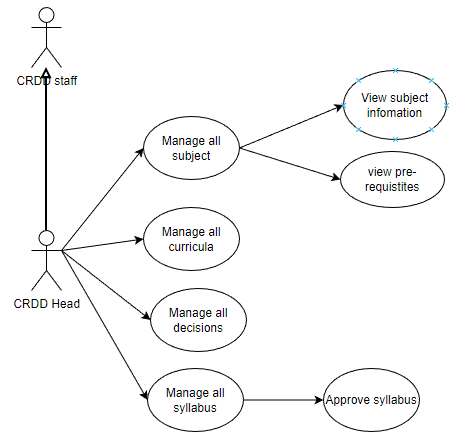 CRDD staff
View subject
infomation
Manage all
subject
view pre-
requistites
Manage all
curricula
CRDD Head
Manage all
decisions
Manage all
syllabus
Approve syllabus